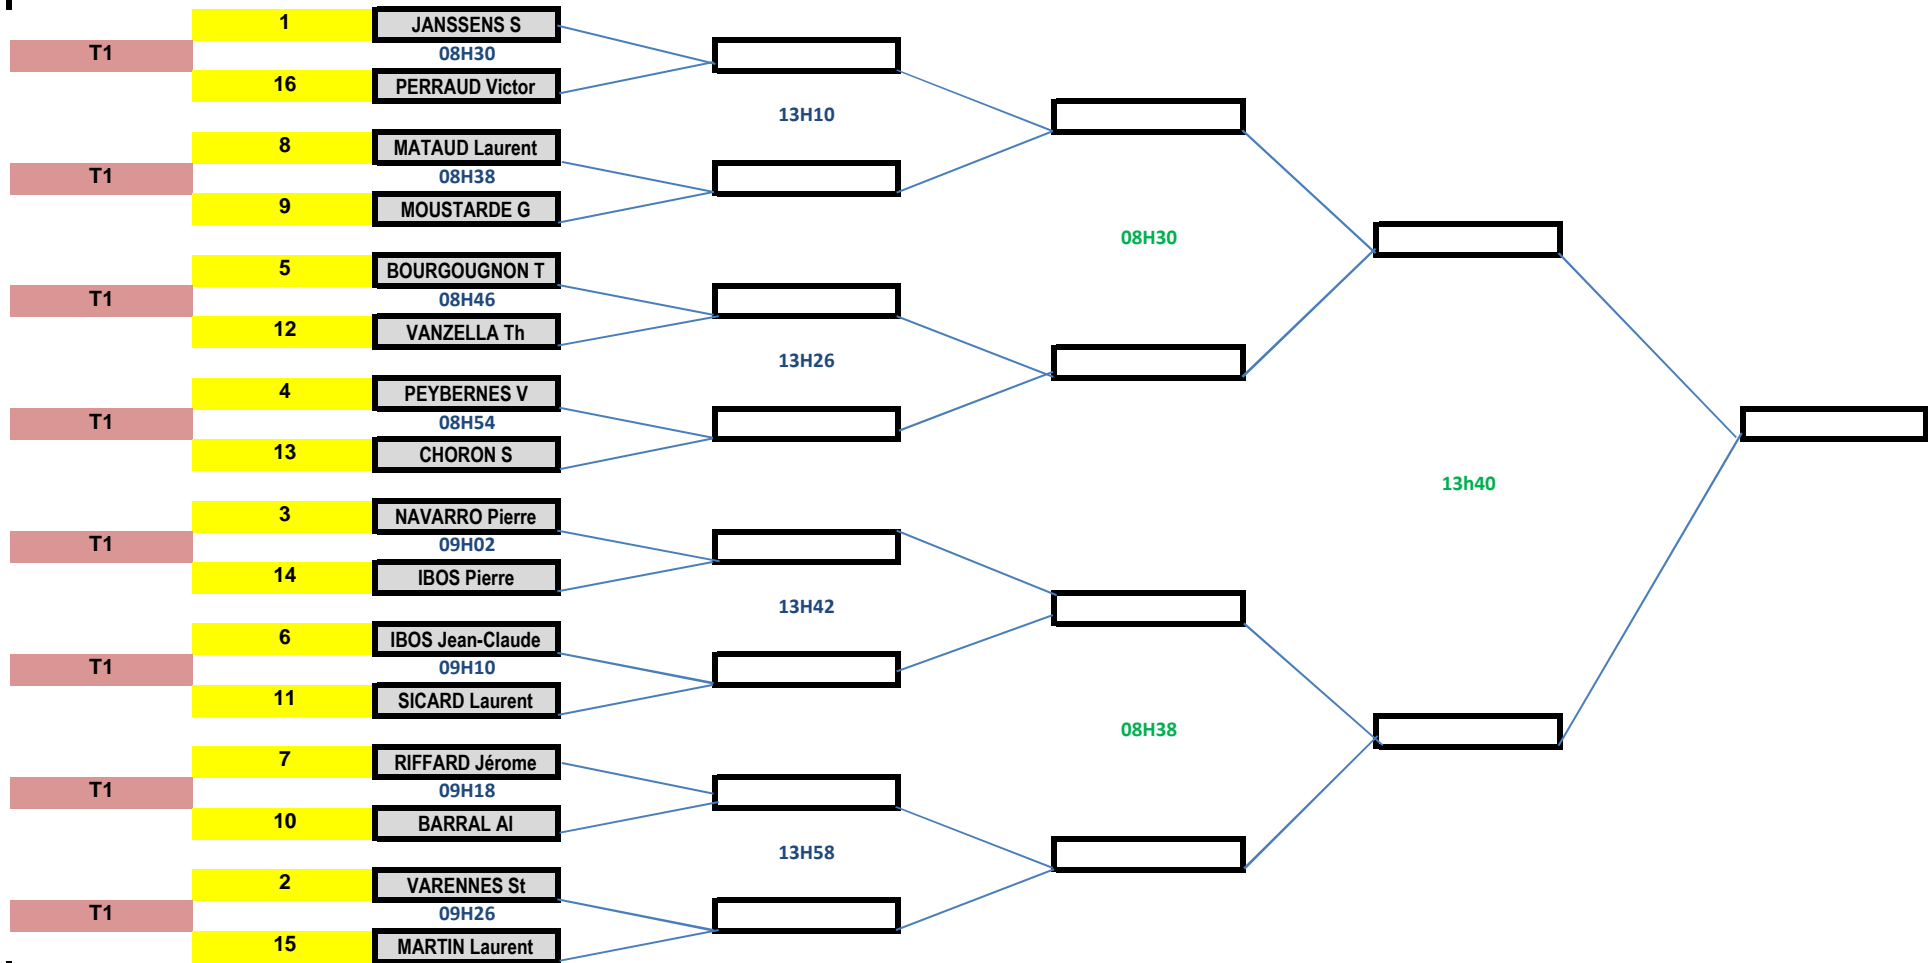 1 JANSSENS S
T1 08H30
16 PERRAUD Victor
13H10
8 MATAUD Laurent
T1 08H38
9 MOUSTARDE G
08H30
5 BOURGOUGNON T
T1 08H46
12 VANZELLA Th
13H26
4 PEYBERNES V
T1 08H54
13 CHORON S
13h40
3 NAVARRO Pierre
T1 09H02
14 IBOS Pierre
13H42
6 IBOS Jean-Claude
T1 09H10
11 SICARD Laurent
08H38
7 RIFFARD Jérome
T1 09H18
10 BARRAL Al
13H58
2 VARENNES St
T1 09H26
15 MARTIN Laurent